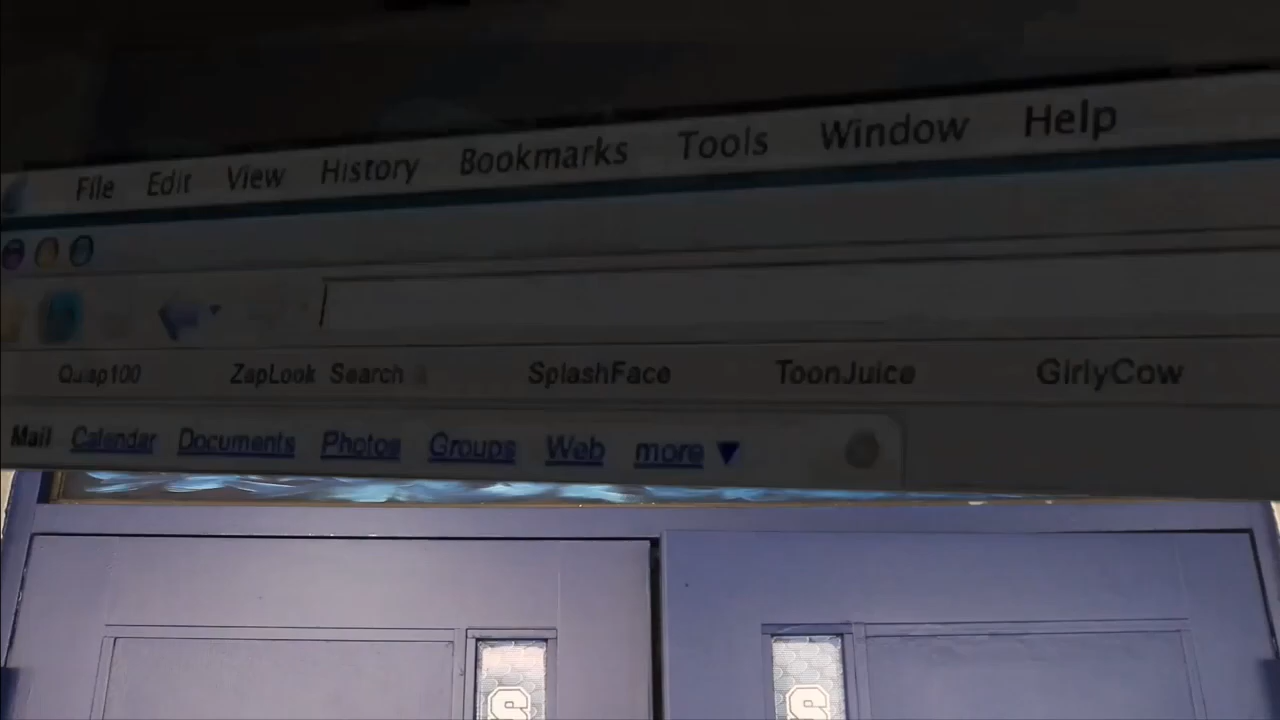 File Edit View History Bookmarks Tools Window Help
Quap100 ZapLook Search SplashFace ToonJuice GirlyCow
Mail Calendar Documents Photos Groups Web more ▼
S S